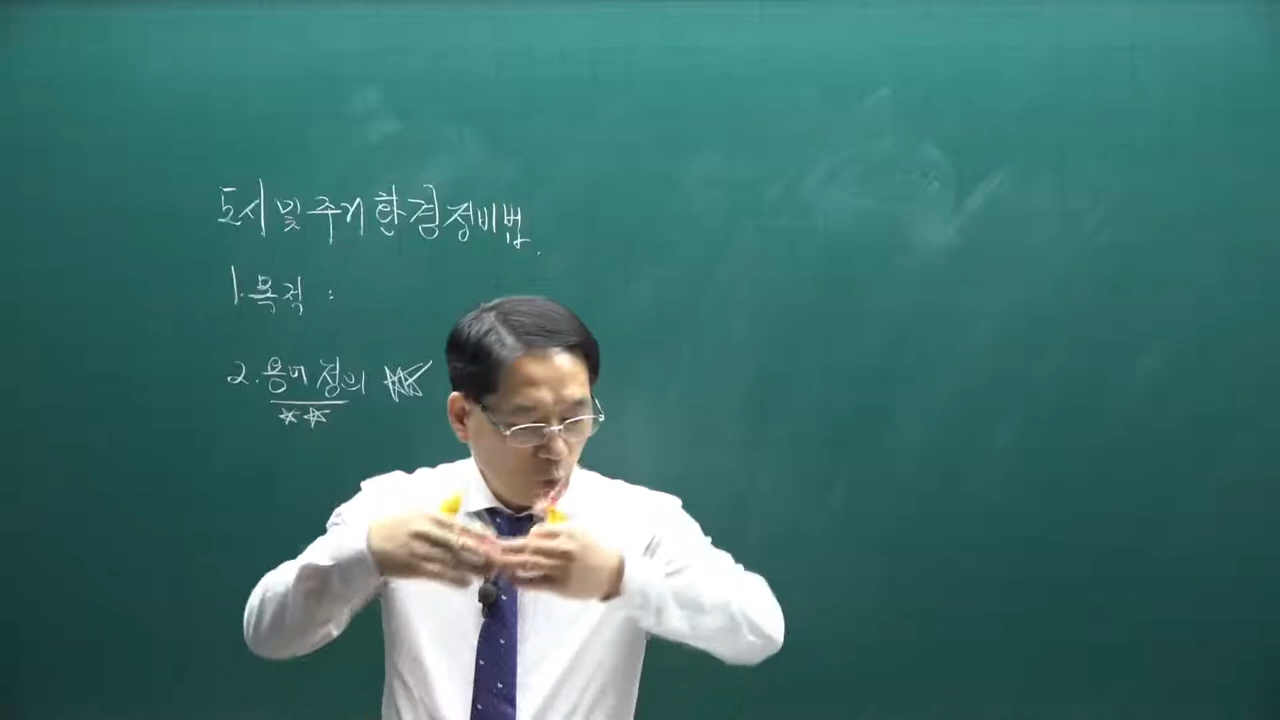 도시 및 주거환경정비법.
1. 목적 :
2. 용어 정의